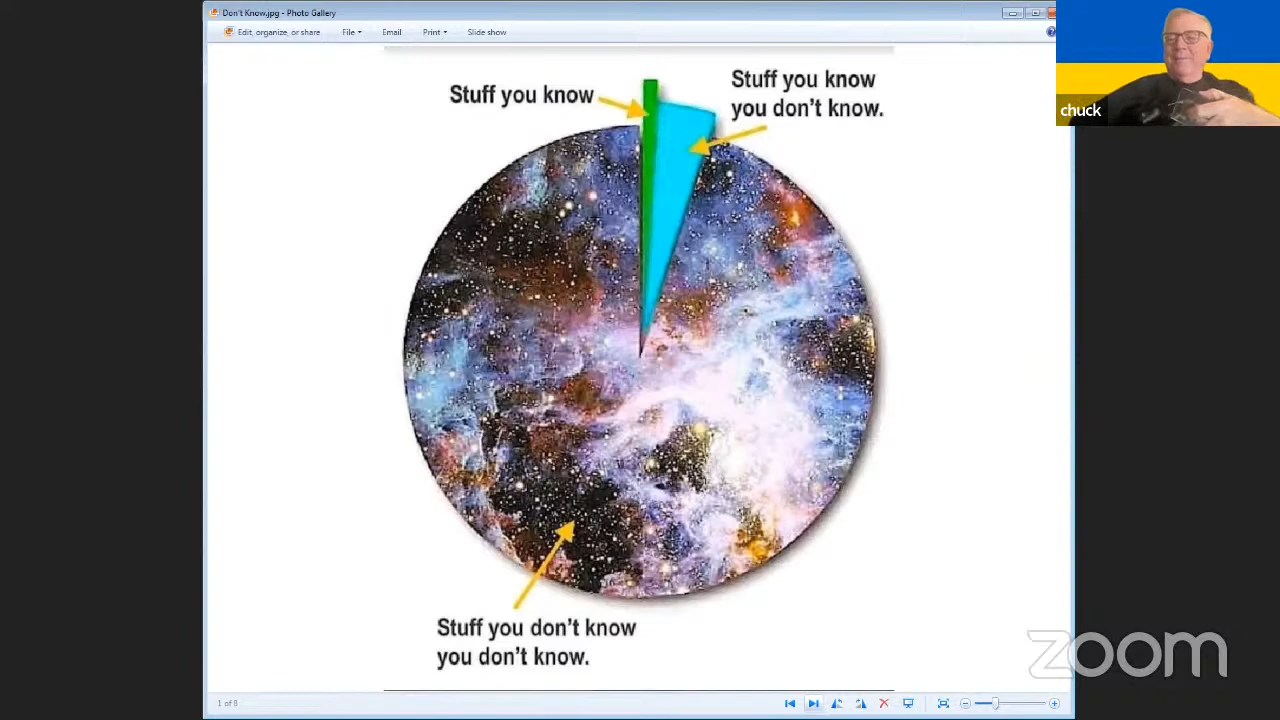 Don't Know.jpg - Photo Gallery
Edit, organize, or share File Email Print Slide show
chuck
Stuff you know
Stuff you know
you don't know.
Stuff you don't know
you don't know.
zoom
1 of 8